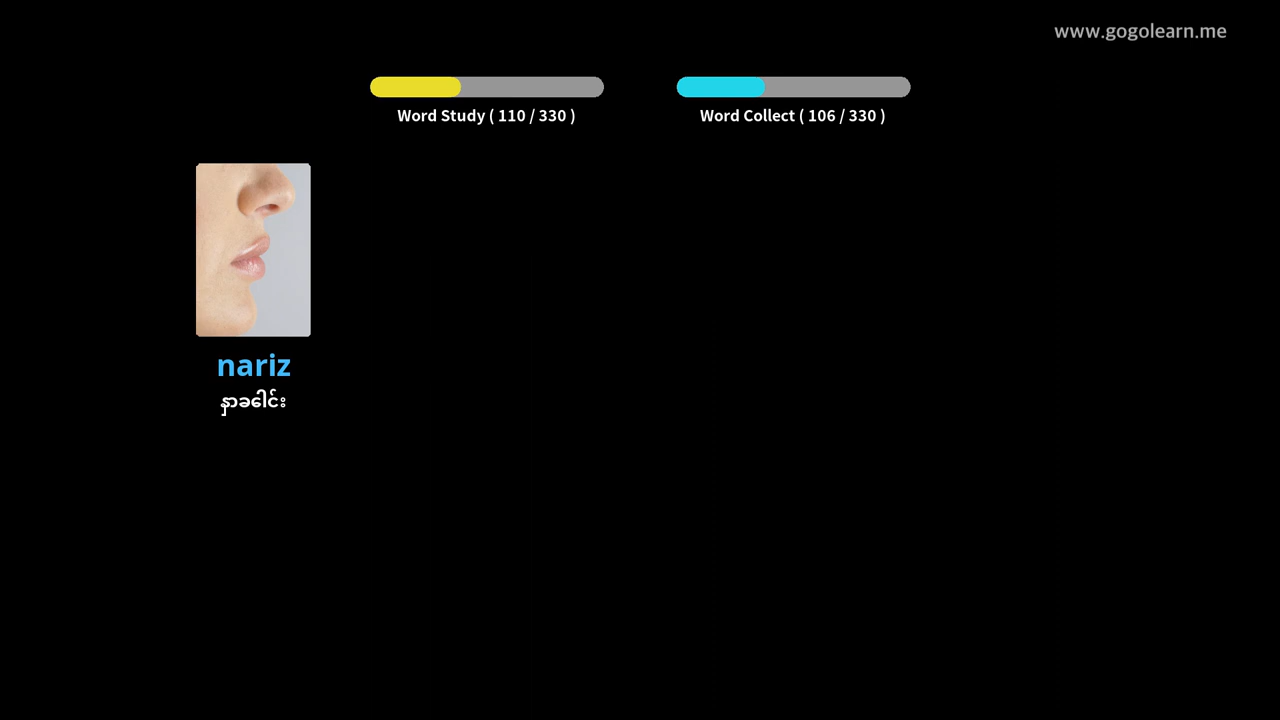 www.gogolearn.me
Word Study ( 110 / 330 )
Word Collect ( 106 / 330 )
nariz
နှာခေါင်း